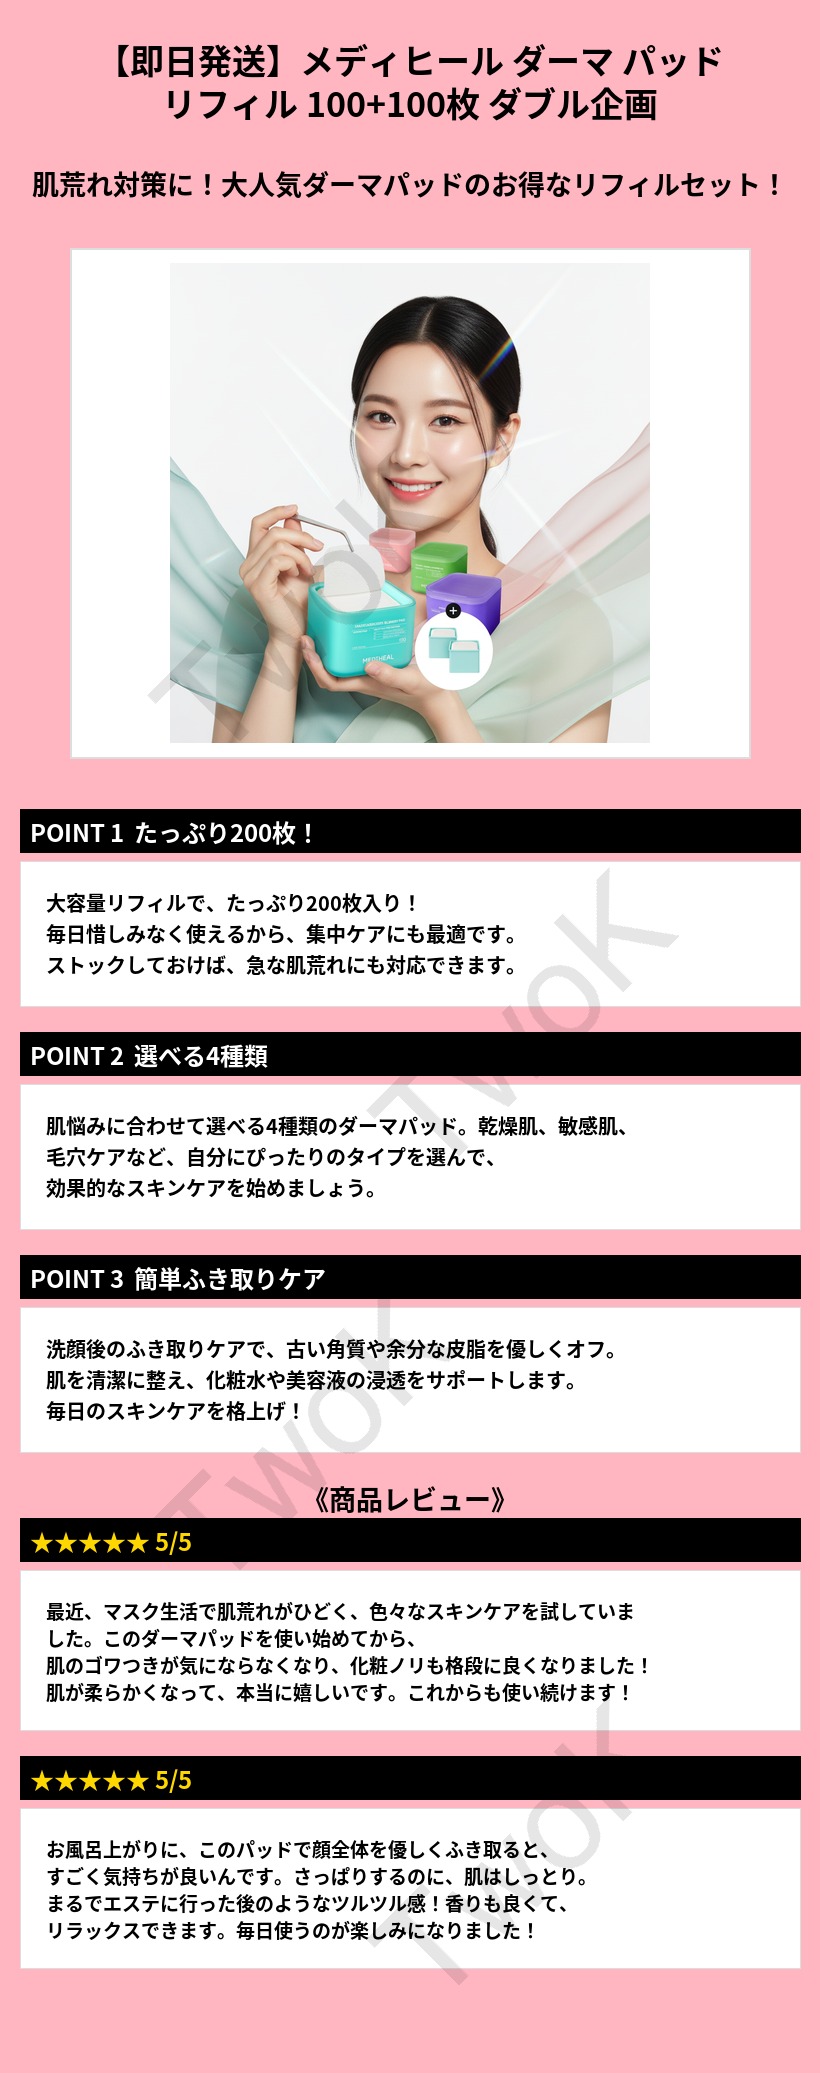 【即日発送】メディヒール ダーマ パッド
リフィル 100+100枚 ダブル企画
肌荒れ対策に！大人気ダーマパッドのお得なリフィルセット！
MEDIHEAL
TwoK
POINT 1 たっぷり200枚！
大容量リフィルで、たっぷり200枚入り！
毎日惜しみなく使えるから、集中ケアにも最適です。
ストックしておけば、急な肌荒れにも対応できます。
TwoK
POINT 2 選べる4種類
肌悩みに合わせて選べる4種類のダーマパッド。乾燥肌、敏感肌、
毛穴ケアなど、自分にぴったりのタイプを選んで、
効果的なスキンケアを始めましょう。
POINT 3 簡単ふき取りケア
洗顔後のふき取りケアで、古い角質や余分な皮脂を優しくオフ。
肌を清潔に整え、化粧水や美容液の浸透をサポートします。
毎日のスキンケアを格上げ！
TwoK
《商品レビュー》
★★★★★ 5/5
最近、マスク生活で肌荒れがひどく、色々なスキンケアを試していま
した。このダーマパッドを使い始めてから、
肌のゴワつきが気にならなくなり、化粧ノリも格段に良くなりました！
肌が柔らかくなって、本当に嬉しいです。これからも使い続けます！
★★★★★ 5/5
お風呂上がりに、このパッドで顔全体を優しくふき取ると、
すごく気持ちが良いんです。さっぱりするのに、肌はしっとり。
まるでエステに行った後のようなツルツル感！香りも良くて、
リラックスできます。毎日使うのが楽しみになりました！
TwoK